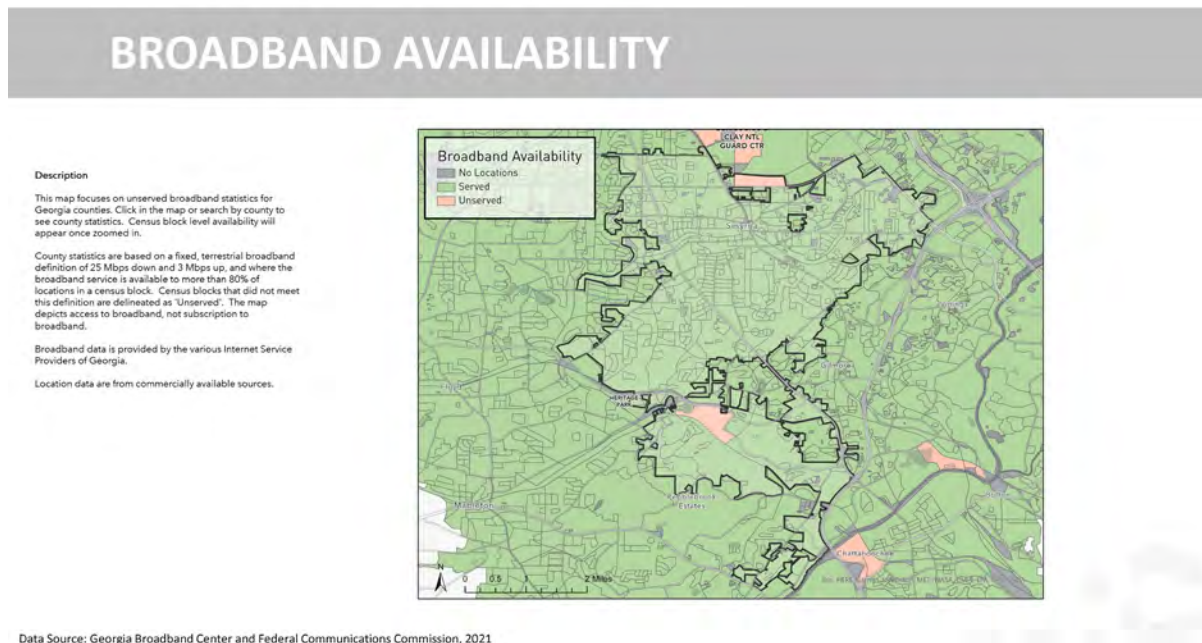 BROADBAND AVAILABILITY
Description
This map focuses on unserved broadband statistics for
Georgia counties. Click in the map or search by county to
see county statistics. Census block level availability will
appear once zoomed in.
County statistics are based on a fixed, terrestrial broadband
definition of 25 Mbps down and 3 Mbps up, and where the
broadband service is available to more than 80% of
locations in a census block. Census blocks that did not meet
this definition are delineated as 'Unserved'. The map
depicts access to broadband, not subscription to
broadband.
Broadband data is provided by the various Internet Service
Providers of Georgia.
Location data are from commercially available sources.
Broadband Availability
No Locations
Served
Unserved
CLAY NTL
GUARD CTR
Smyrna
HERITAGE
PARK
Estates
Mableton
Chattahoochee
N
0 0.5 1 2 Miles
Data Source: Georgia Broadband Center and Federal Communications Commission, 2021